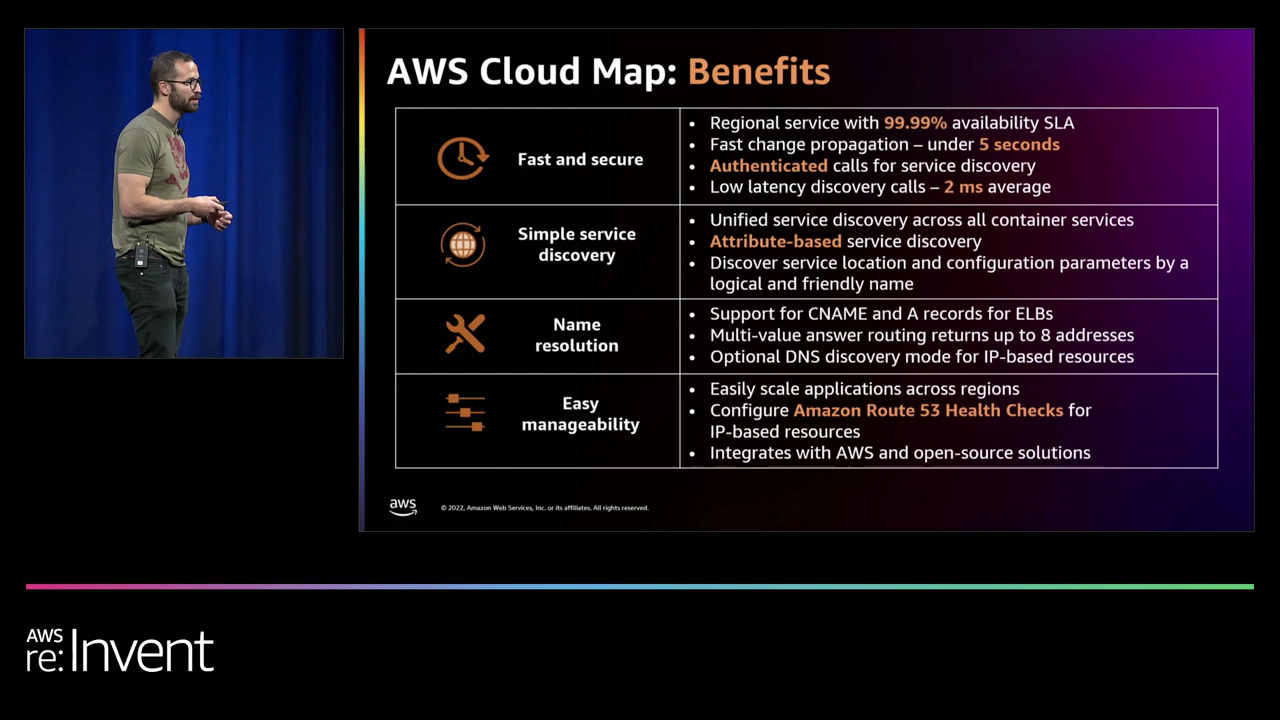 AWS Cloud Map: Benefits
Fast and secure
• Regional service with 99.99% availability SLA
• Fast change propagation – under 5 seconds
• Authenticated calls for service discovery
• Low latency discovery calls – 2 ms average
Simple service
discovery
• Unified service discovery across all container services
• Attribute-based service discovery
• Discover service location and configuration parameters by a
logical and friendly name
Name
resolution
• Support for CNAME and A records for ELBs
• Multi-value answer routing returns up to 8 addresses
• Optional DNS discovery mode for IP-based resources
Easy
manageability
• Easily scale applications across regions
• Configure Amazon Route 53 Health Checks for
IP-based resources
• Integrates with AWS and open-source solutions
aws
© 2022, Amazon Web Services, Inc. or its affiliates. All rights reserved.
AWS
re:Invent